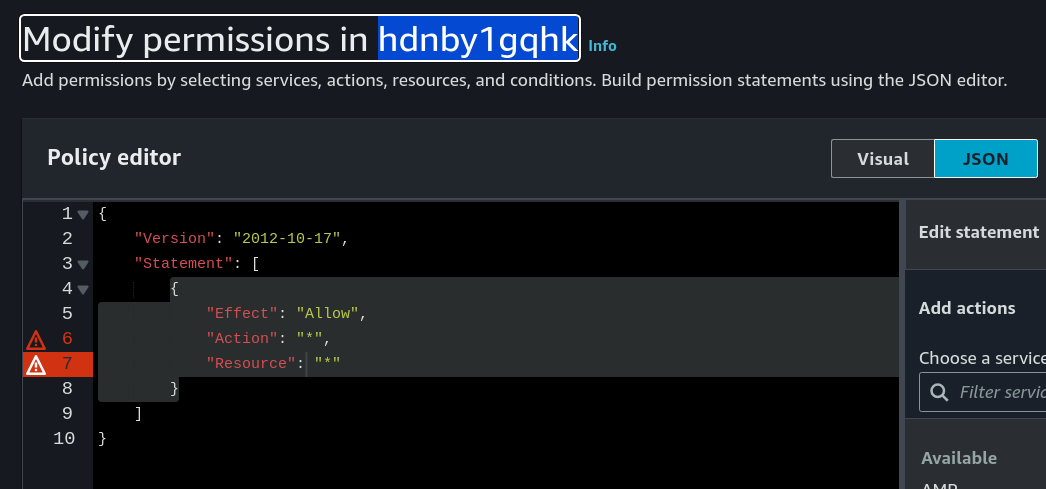 Modify permissions in hdnby1gqhk Info
Add permissions by selecting services, actions, resources, and conditions. Build permission statements using the JSON editor.
Policy editor
Visual
JSON
1 {
2 "Version": "2012-10-17",
3 "Statement": [
4 {
5 "Effect": "Allow",
6 "Action": "*",
7 "Resource": "*"
8 }
9 ]
10 }
Edit statement
Add actions
Choose a service
Filter servic
Available
AMP